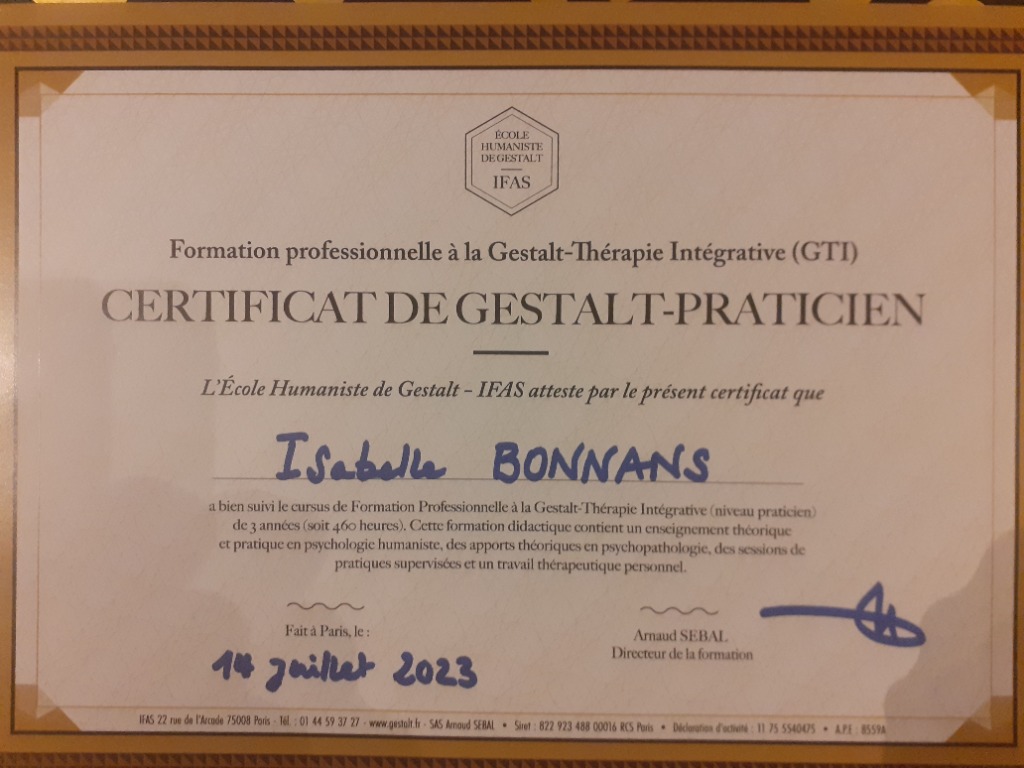 ÉCOLE
HUMANISTE
DE GESTALT
IFAS
Formation professionnelle à la Gestalt-Thérapie Intégrative (GTI)
CERTIFICAT DE GESTALT-PRATICIEN
L'École Humaniste de Gestalt – IFAS atteste par le présent certificat que
Isabelle BONNANS
a bien suivi le cursus de Formation Professionnelle à la Gestalt-Thérapie Intégrative (niveau praticien)
de 3 années (soit 460 heures). Cette formation didactique contient un enseignement théorique
et pratique en psychologie humaniste, des apports théoriques en psychopathologie, des sessions de
pratiques supervisées et un travail thérapeutique personnel.
Fait à Paris, le :
14 juillet 2023
Arnaud SEBAL
Directeur de la formation
IFAS 22 rue de l'Arcade 75008 Paris - Tél. : 01 44 59 37 27 - www.gestalt.fr - SAS Arnaud SEBAL • Siret : 822 923 488 00016 RCS Paris • Déclaration d'activité : 11 75 5540475 • A.P.E : 8559A